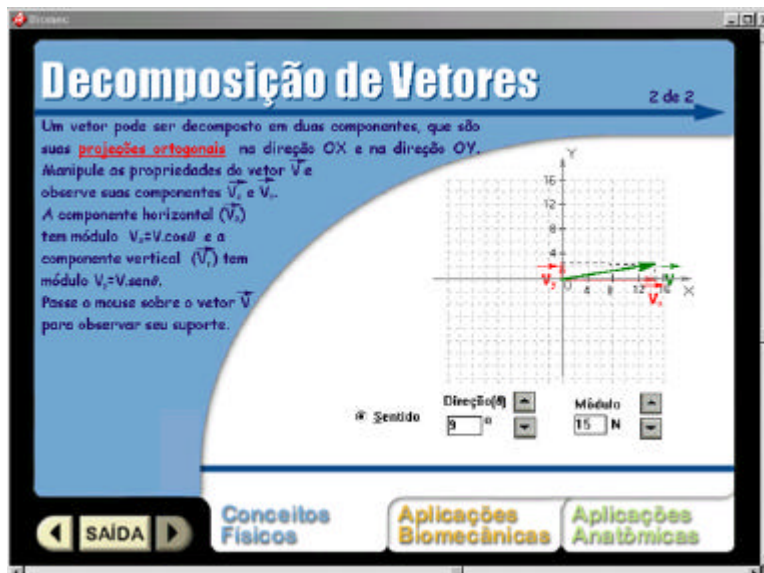 Biomec
Decomposição de Vetores
2 de 2
Um vetor pode ser decomposto em duas componentes, que são
suas projeções ortogonais na direção OX e na direção OY.
Manipule as propriedades do vetor V e
observe suas componentes Vx e Vy.
A componente horizontal (Vx)
tem módulo Vx=V.cosθ e a
componente vertical (Vy) tem
módulo Vy=V.senθ.
Passe o mouse sobre o vetor V
para observar seu suporte.
Y
16
12
8
4
Vy
V
0 4 8 12 16 X
Vx
Sentido
Direção(θ)
9 º
Módulo
15 N
SAÍDA
Conceitos
Físicos
Aplicações
Biomecânicas
Aplicações
Anatômicas